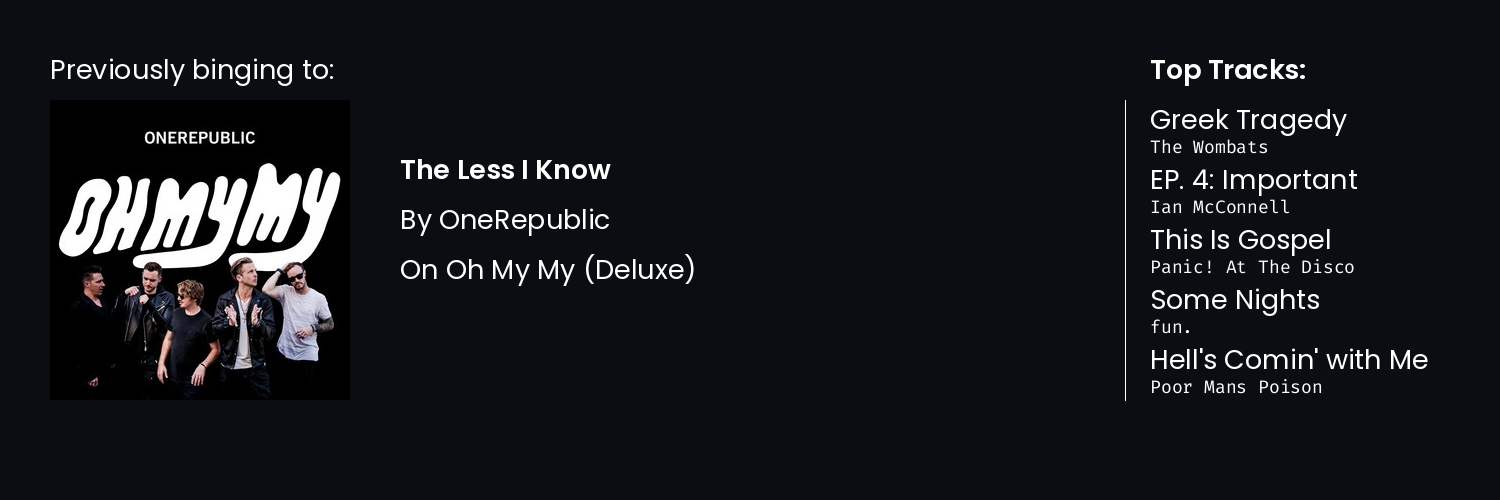 Previously binging to:
ONEREPUBLIC
OH MY MY
The Less I Know
By OneRepublic
On Oh My My (Deluxe)
Top Tracks:
Greek Tragedy
The Wombats
EP. 4: Important
Ian McConnell
This Is Gospel
Panic! At The Disco
Some Nights
fun.
Hell's Comin' with Me
Poor Mans Poison